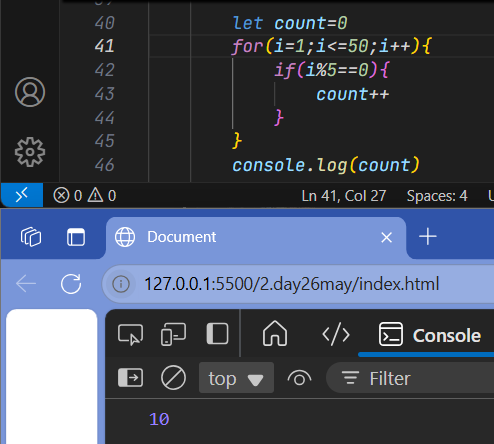 40 let count=0
41 for(i=1;i<=50;i++){
42 if(i%5==0){
43 count++
44 }
45 }
46 console.log(count)
0 0 Ln 41, Col 27 Spaces: 4
Document
127.0.0.1:5500/2.day26may/index.html
Console
top Filter
10